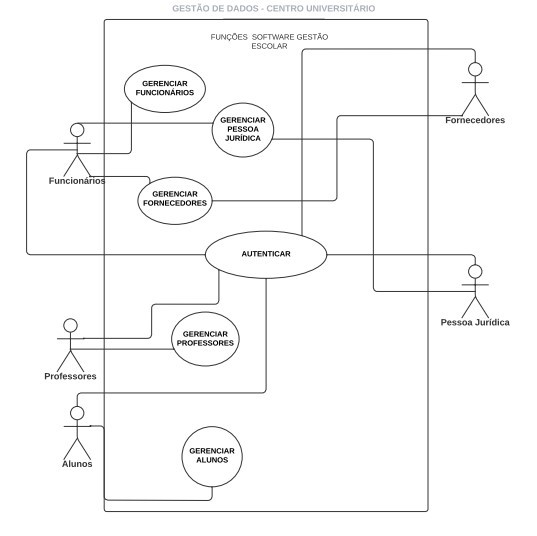 GESTÃO DE DADOS - CENTRO UNIVERSITÁRIO
FUNÇÕES SOFTWARE GESTÃO
ESCOLAR
GERENCIAR
FUNCIONÁRIOS
GERENCIAR
PESSOA
JURÍDICA
Fornecedores
Funcionários
GERENCIAR
FORNECEDORES
AUTENTICAR
Pessoa Jurídica
GERENCIAR
PROFESSORES
Professores
GERENCIAR
ALUNOS
Alunos